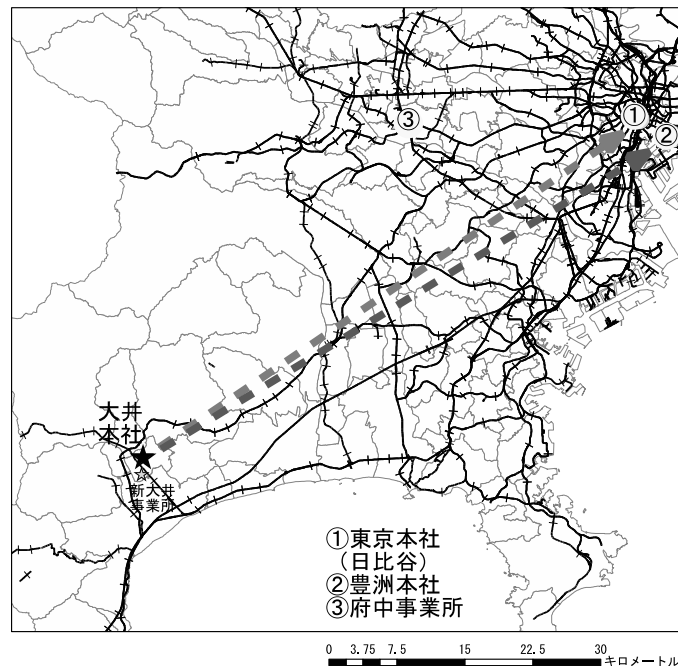 ③
①
②
大井
本社
新大井
事業所
①東京本社
（日比谷）
②豊洲本社
③府中事業所
0 3.75 7.5 15 22.5 30
キロメートル